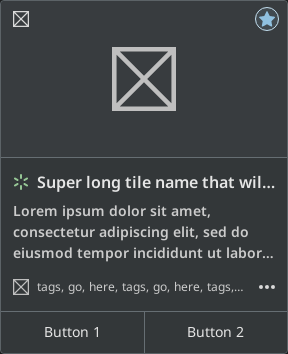 Super long tile name that wil...
Lorem ipsum dolor sit amet,
consectetur adipiscing elit, sed do
eiusmod tempor incididunt ut labor...
tags, go, here, tags, go, here, tags,...
Button 1
Button 2